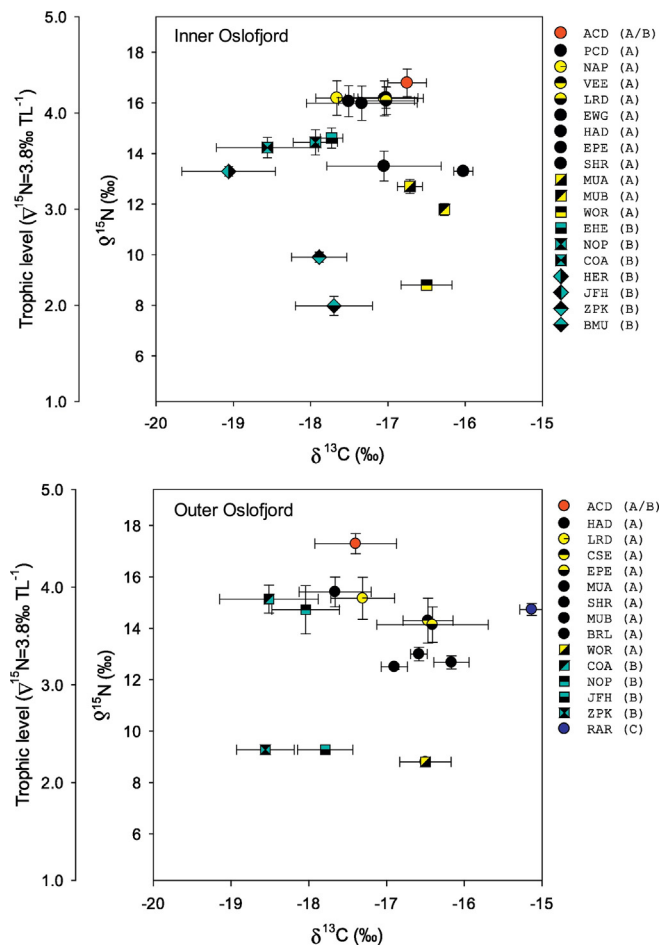 Inner Oslofjord
Trophic level (∇¹⁵N=3.8‰ TL⁻¹)
5.0
4.0
3.0
2.0
1.0
δ¹⁵N (‰)
18
16
14
12
10
8
6
-20
-19
-18
-17
-16
-15
δ¹³C (‰)
ACD (A/B)
PCD (A)
NAP (A)
VEE (A)
LRD (A)
EWG (A)
HAD (A)
EPE (A)
SHR (A)
MUA (A)
MUB (A)
WOR (A)
EHE (B)
NOP (B)
COA (B)
HER (B)
JFH (B)
ZPK (B)
BMU (B)
Outer Oslofjord
Trophic level (∇¹⁵N=3.8‰ TL⁻¹)
5.0
4.0
3.0
2.0
1.0
δ¹⁵N (‰)
18
16
14
12
10
8
6
-20
-19
-18
-17
-16
-15
δ¹³C (‰)
ACD (A/B)
HAD (A)
LRD (A)
CSE (A)
EPE (A)
MUA (A)
SHR (A)
MUB (A)
BRL (A)
WOR (A)
COA (B)
NOP (B)
JFH (B)
ZPK (B)
RAR (C)